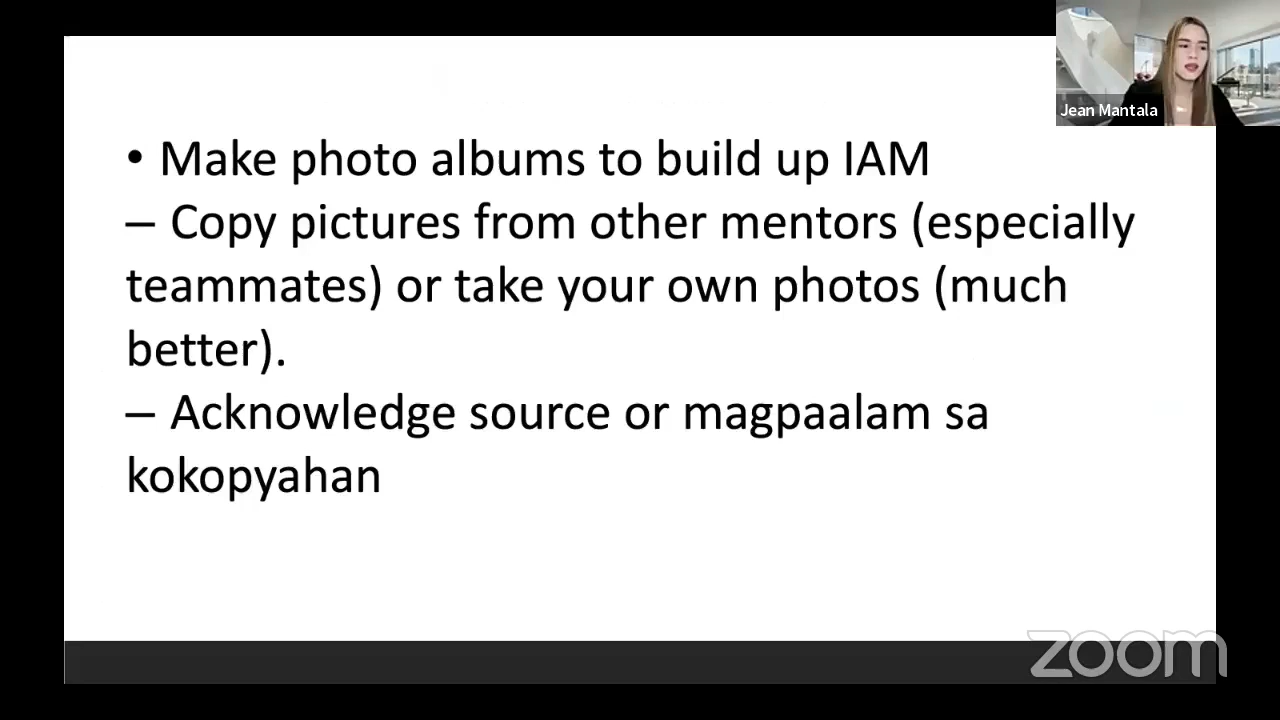 Jean Mantala
• Make photo albums to build up IAM
– Copy pictures from other mentors (especially
teammates) or take your own photos (much
better).
– Acknowledge source or magpaalam sa
kokopyahan
zoom